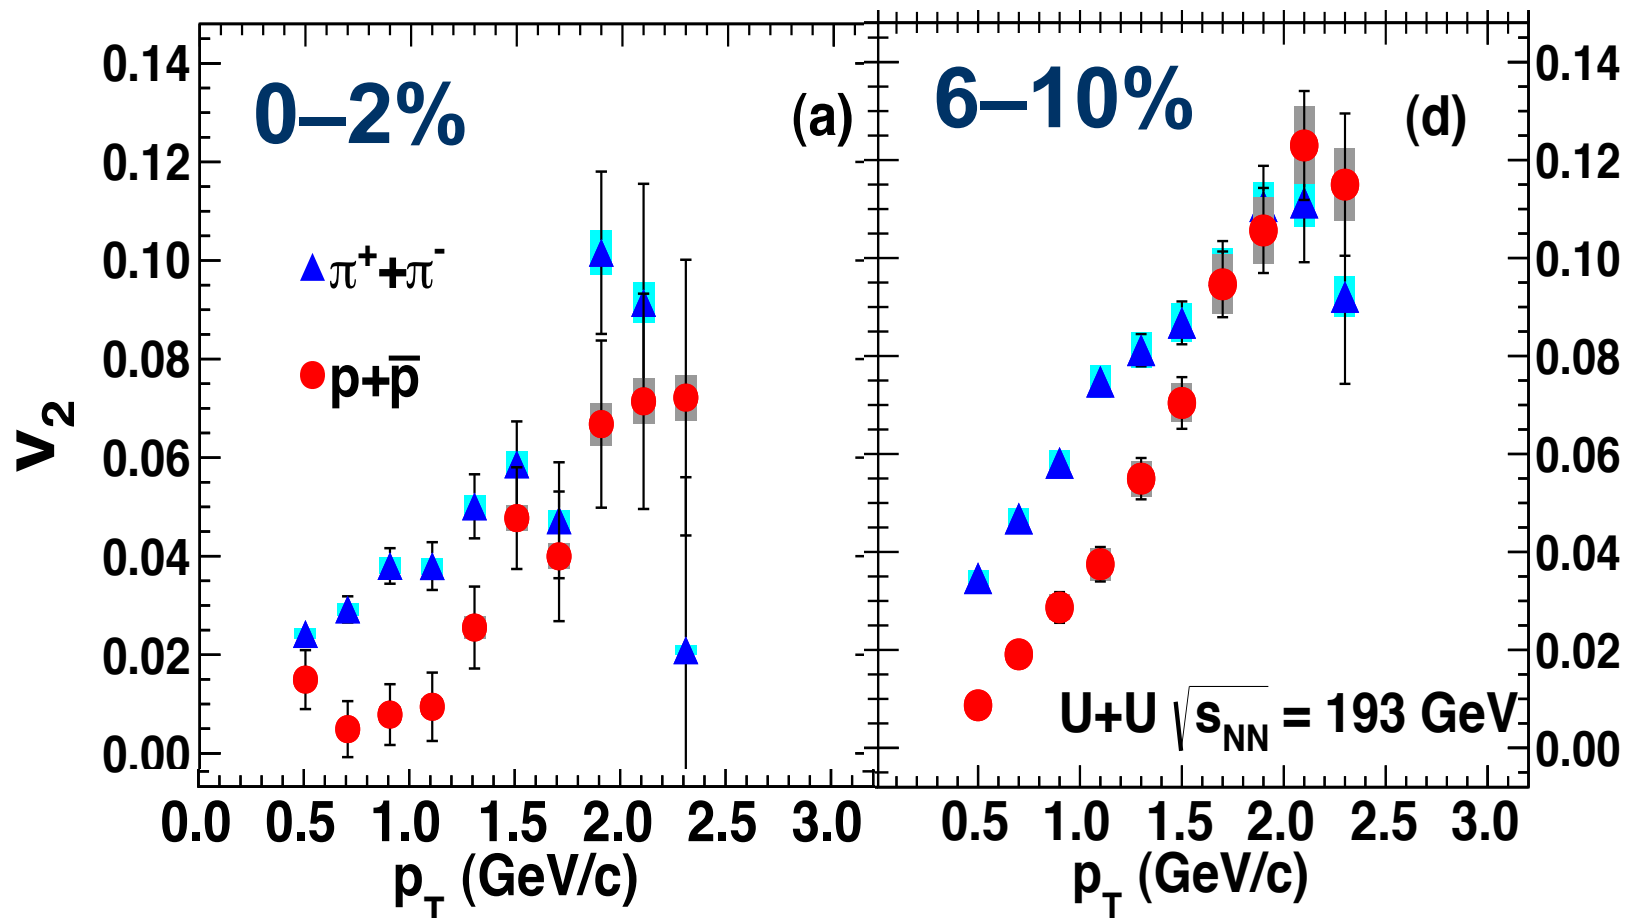 0–2%
(a)
6–10%
(d)
0.14
0.12
0.10
0.08
0.06
0.04
0.02
0.00
v₂
π⁺+π⁻
p+p̅
0.14
0.12
0.10
0.08
0.06
0.04
0.02
0.00
U+U √s_NN = 193 GeV
0.0 0.5 1.0 1.5 2.0 2.5 3.0
p_T (GeV/c)
0.5 1.0 1.5 2.0 2.5 3.0
p_T (GeV/c)